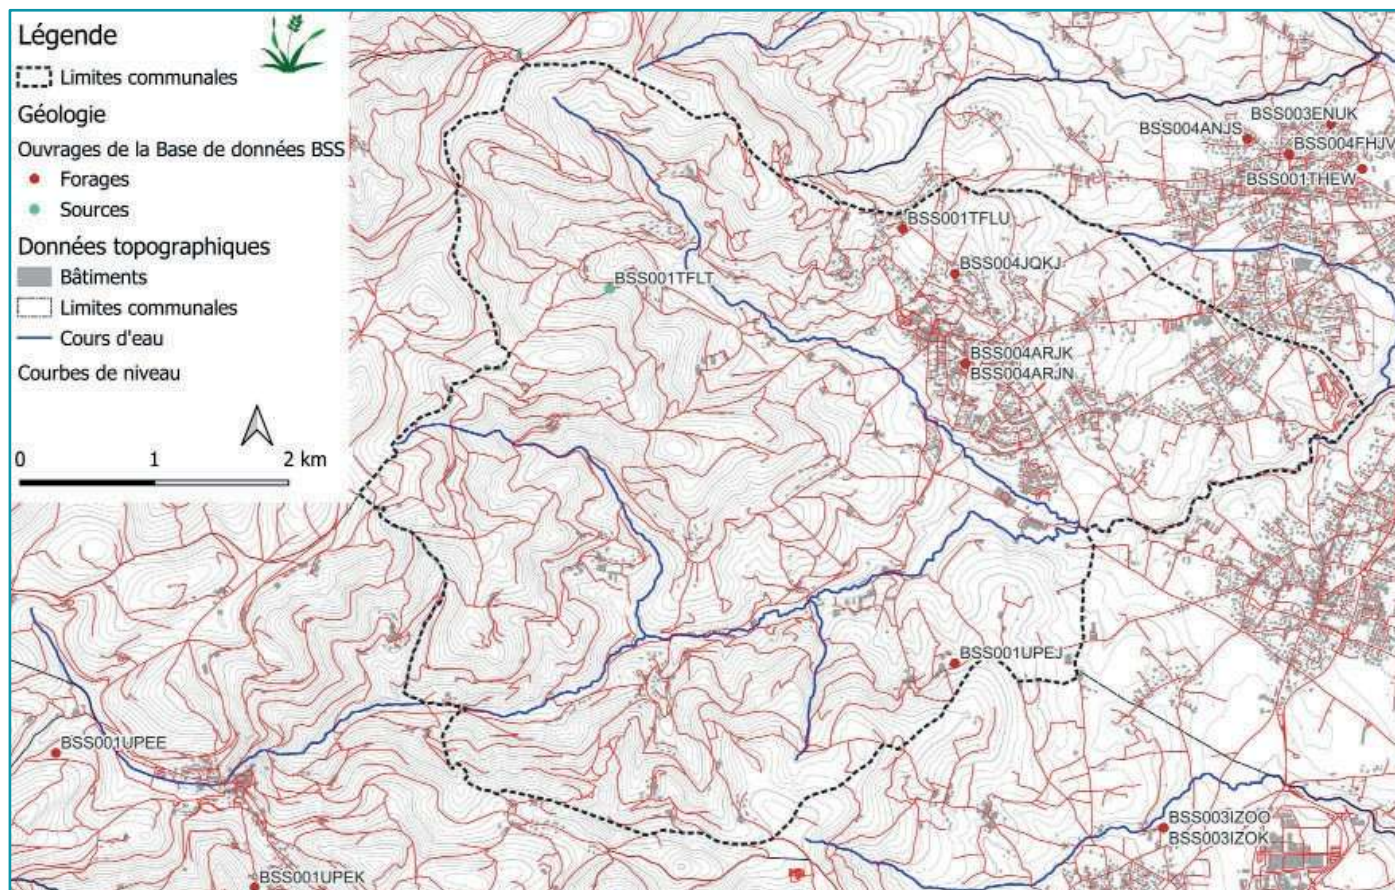 Légende
Limites communales
Géologie
Ouvrages de la Base de données BSS
Forages
Sources
Données topographiques
Bâtiments
Limites communales
Cours d'eau
Courbes de niveau
0 1 2 km
BSS003ENUK
BSS004ANJS
BSS004FHJV
BSS001THEW
BSS001TFLU
BSS004JQKJ
BSS001TFLT
BSS004ARJK
BSS004ARJN
BSS001UPEJ
BSS001UPEE
BSS003IZOO
BSS003IZOK
BSS001UPEK